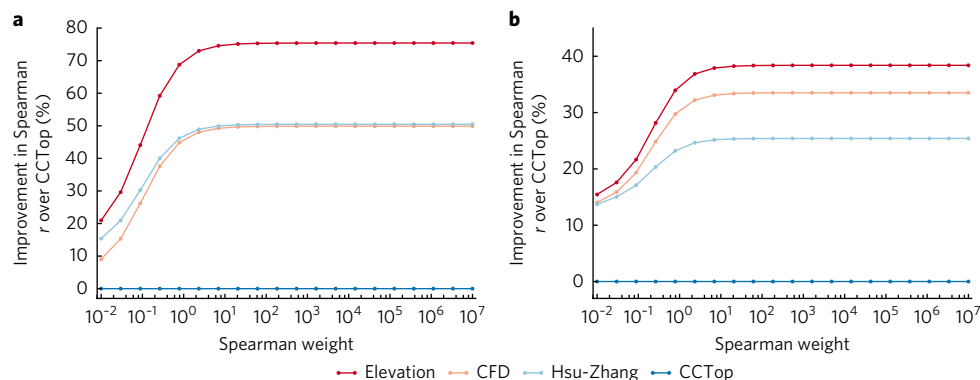 a
Improvement in Spearman
r over CCTop (%)
80
70
60
50
40
30
20
10
0
10⁻² 10⁻¹ 10⁰ 10¹ 10² 10³ 10⁴ 10⁵ 10⁶ 10⁷
Spearman weight
b
Improvement in Spearman
r over CCTop (%)
40
30
20
10
0
10⁻² 10⁻¹ 10⁰ 10¹ 10² 10³ 10⁴ 10⁵ 10⁶ 10⁷
Spearman weight
Elevation CFD Hsu-Zhang CCTop